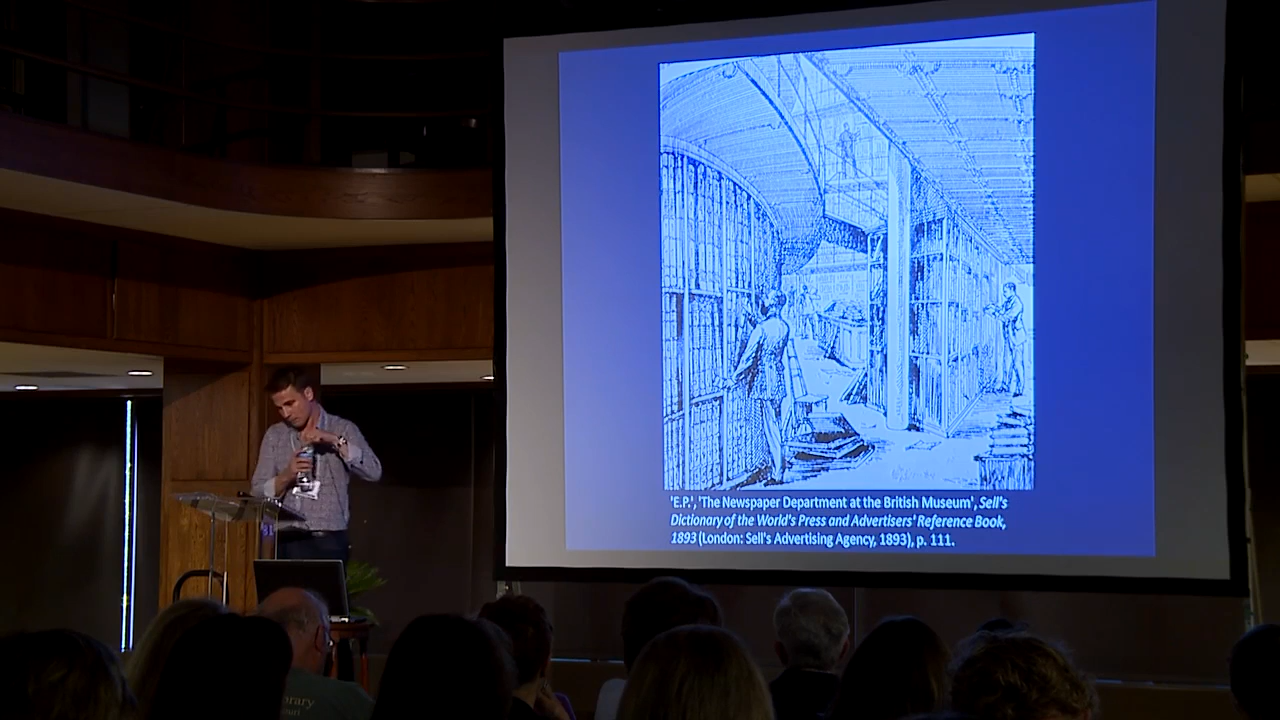 'E.P.', 'The Newspaper Department at the British Museum', Sell's
Dictionary of the World's Press and Advertisers' Reference Book,
1893 (London: Sell's Advertising Agency, 1893), p. 111.